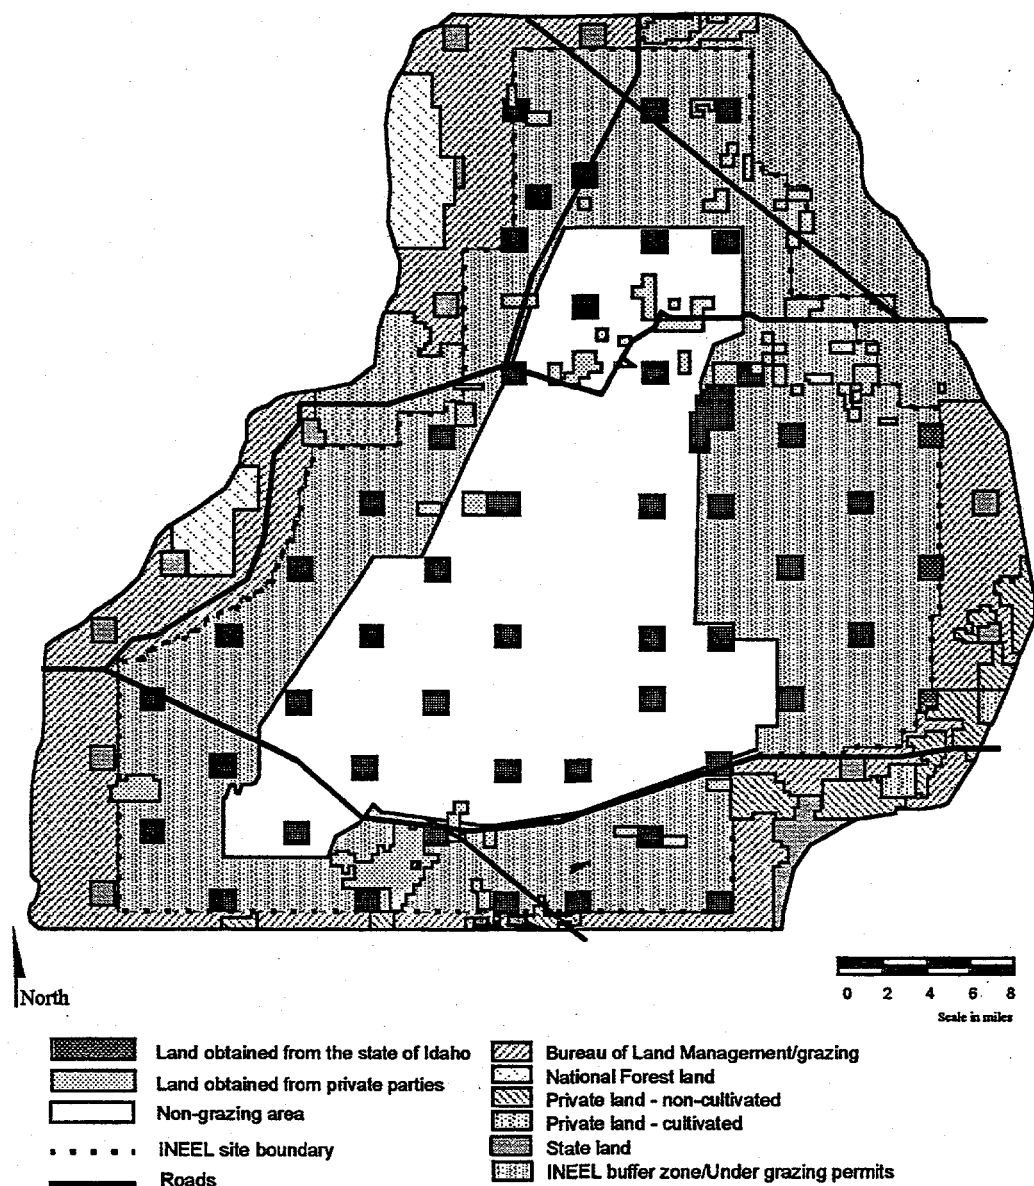 North
0 2 4 6 8
Scale in miles
Land obtained from the state of Idaho
Land obtained from private parties
Non-grazing area
INEEL site boundary
Roads
Bureau of Land Management/grazing
National Forest land
Private land - non-cultivated
Private land - cultivated
State land
INEEL buffer zone/Under grazing permits